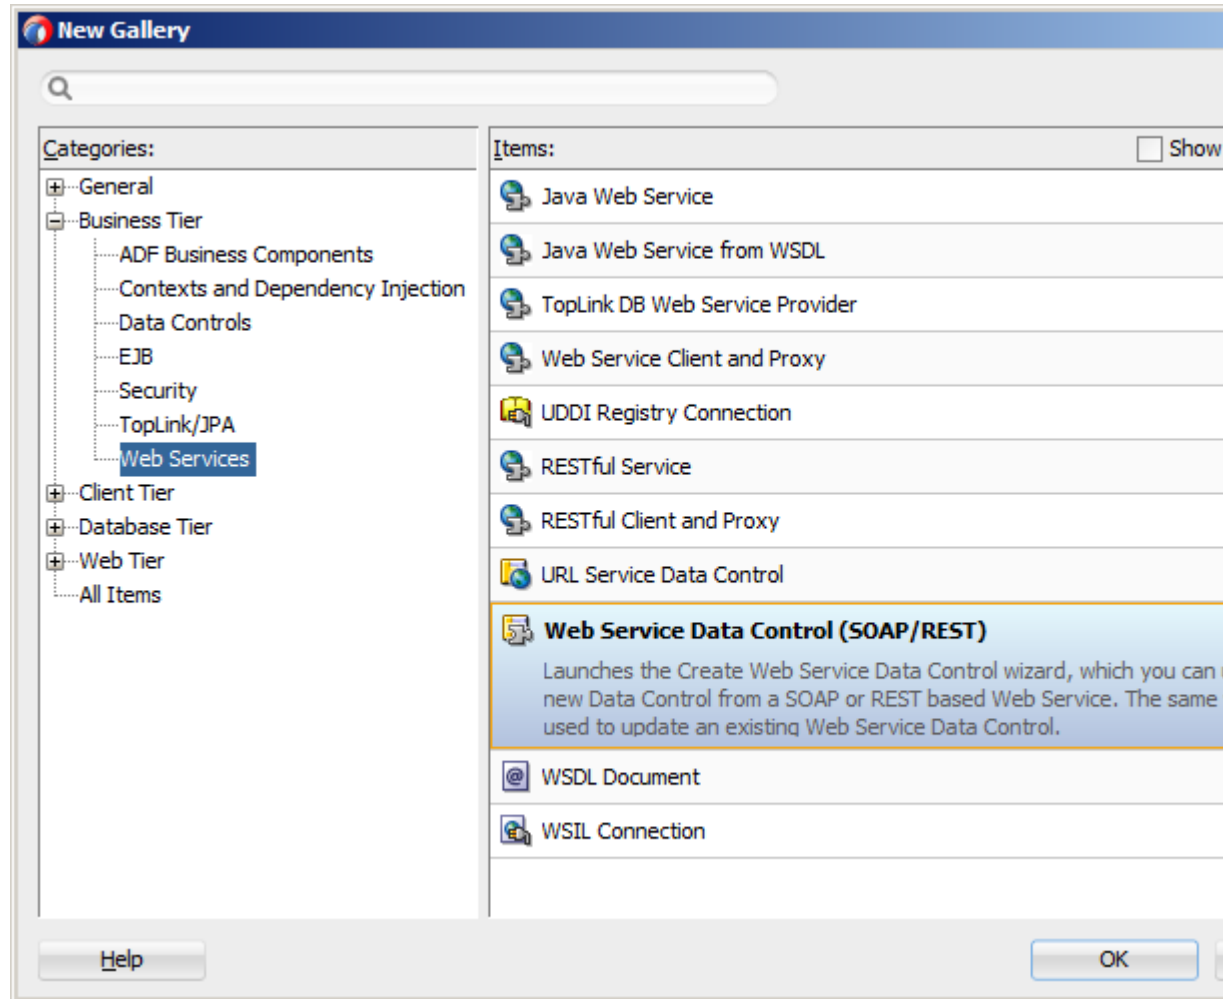 New Gallery
Categories:
General
Business Tier
ADF Business Components
Contexts and Dependency Injection
Data Controls
EJB
Security
TopLink/JPA
Web Services
Client Tier
Database Tier
Web Tier
All Items
Items:
Show
Java Web Service
Java Web Service from WSDL
TopLink DB Web Service Provider
Web Service Client and Proxy
UDDI Registry Connection
RESTful Service
RESTful Client and Proxy
URL Service Data Control
Web Service Data Control (SOAP/REST)
Launches the Create Web Service Data Control wizard, which you can
new Data Control from a SOAP or REST based Web Service. The same
used to update an existing Web Service Data Control.
WSDL Document
WSIL Connection
Help
OK